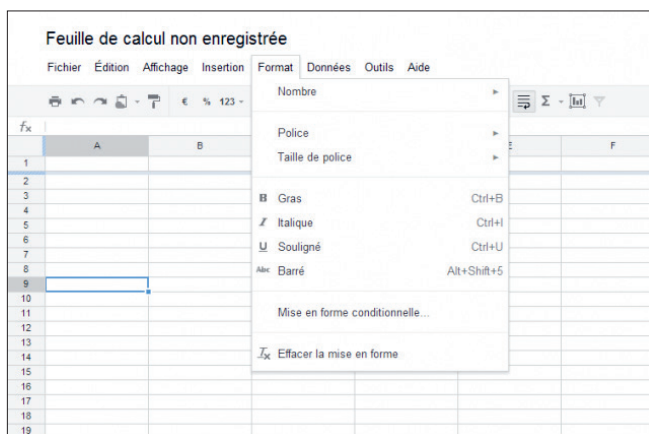 Feuille de calcul non enregistrée
Fichier Édition Affichage Insertion Format Données Outils Aide
€ % 123 Σ
fx
A B E F
Nombre
Police
Taille de police
B Gras Ctrl+B
I Italique Ctrl+I
U Souligné Ctrl+U
Abc Barré Alt+Shift+5
Mise en forme conditionnelle...
Effacer la mise en forme
1
2
3
4
5
6
7
8
9
10
11
12
13
14
15
16
17
18
19